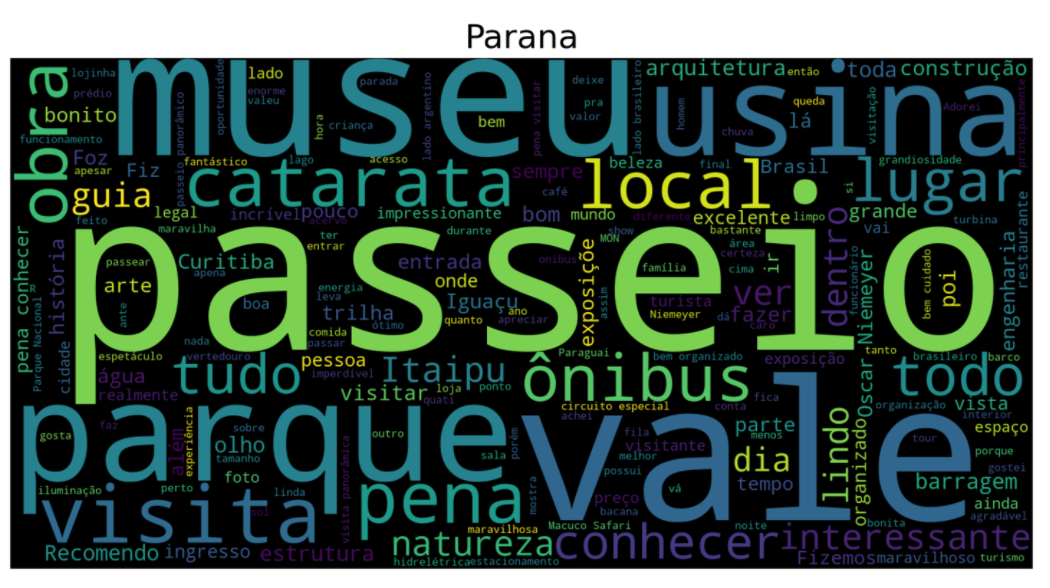 Parana
lojinha
prédio
bonito
funcionamento
obra
museu
passeio panorâmico
oportunidade
lado
enorme
valeu
parada
hora
criança
lado argentino
bem
pena visitar
deixe
pra
valor
lado brasileiro
arquitetura
então
toda
construção
homem
usina
queda
chuva
lá
visitação
Adorei
principalmente
Foz
apesar
Fiz
fantástico
lago
acesso
sempre
beleza
final
Brasil
grandiosidade
guia
catarata
café
local
si
lugar
feito
legal
maravilha
incrível
acervo
pouco
impressionante
bom
mundo
diferente
excelente
bastante
limpo
grande
vai
turbina
restaurante
ter
entrar
durante
show
MON
área
certeza
cima
ir
dentro
funcionário
passeio
passear
Curitiba
apena
entrada
onde
onibus
exposiçõe
família
ver
pena conhecer
R
Parque Nacional
cidade
história
arte
ante
boa
energia
leva
trilha
quanto
Iguaçu
ano
apreciar
assim
turista
Niemeyer
dá
fazer
caro
Oscar Niemeyer
bem cuidado
poi
engenharia
nada
comida
ótimo
passar
espetáculo
vertedouro
pessoa
imperdível
Paraguai
bem organizado
exposição
tanto
brasileiro
barco
água
realmente
tudo
visitar
Itaipu
quati
loja
ponto
ônibus
todo
parque
circuito especial
achei
conta
fica
organização
interior
vista
gosta
faz
além
experiência
sobre
olho
tamanho
outro
sala
porém
vale
fila
visitante
melhor
possui
parte
menos
lindo
organizado
tour
espaço
porque
gostei
iluminação
perto
linda
foto
sol
visita panorâmica
pena
mostra
preço
bacana
vá
dia
tempo
barragem
ainda
agradável
visita
maravilhosa
Macuco Safari
noite
bonita
Recomendo
ingresso
estrutura
natureza
conhecer
interessante
hidrelétrica
estacionamento
Fizemos
maravilhoso
turismo